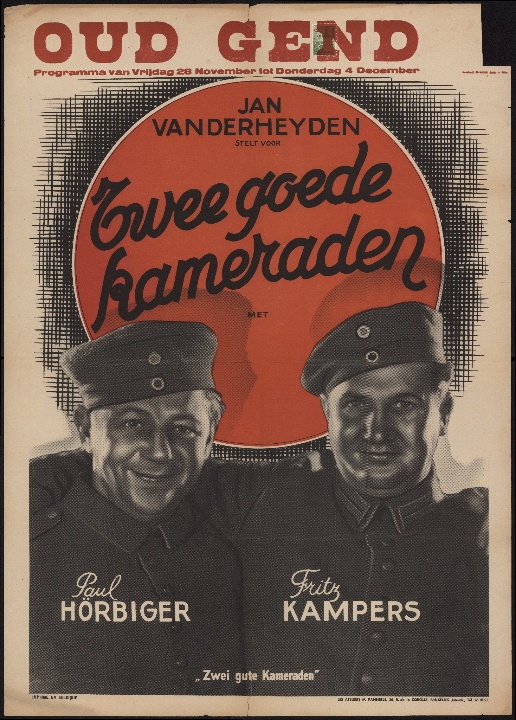 OUD GEND
Programma van Vrijdag 28 November tot Donderdag 4 December
JAN
VANDERHEYDEN
STELT VOOR
Twee goede
kameraden
MET
Paul
HÖRBIGER
Fritz
KAMPERS
„Zwei gute Kameraden"